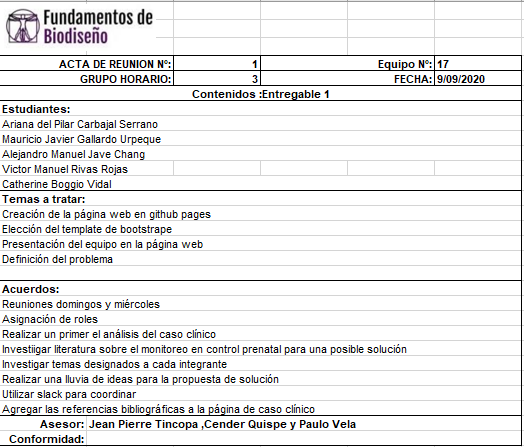 Fundamentos de
Biodiseño
ACTA DE REUNION Nº: 1 Equipo Nº: 17
GRUPO HORARIO: 3 FECHA: 9/09/2020
Contenidos :Entregable 1
Estudiantes:
Ariana del Pilar Carbajal Serrano
Mauricio Javier Gallardo Urpeque
Alejandro Manuel Jave Chang
Victor Manuel Rivas Rojas
Catherine Boggio Vidal
Temas a tratar:
Creación de la página web en github pages
Elección del template de bootstrape
Presentación del equipo en la página web
Definición del problema
Acuerdos:
Reuniones domingos y miércoles
Asignación de roles
Realizar un primer el análisis del caso clínico
Investiigar literatura sobre el monitoreo en control prenatal para una posible solución
Investigar temas designados a cada integrante
Realizar una lluvia de ideas para la propuesta de solución
Utilizar slack para coordinar
Agregar las referencias bibliográficas a la página de caso clínico
Asesor: Jean Pierre Tincopa ,Cender Quispe y Paulo Vela
Conformidad: